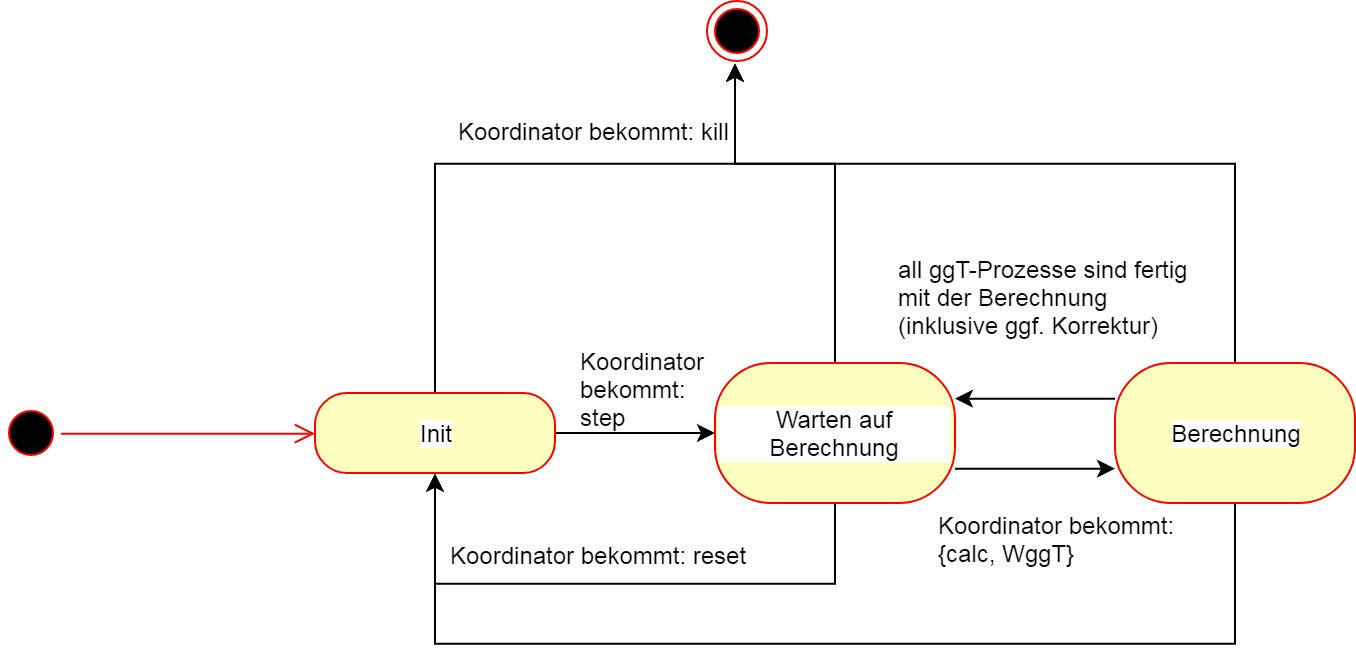 Koordinator bekommt: kill
all ggT-Prozesse sind fertig
mit der Berechnung
(inklusive ggf. Korrektur)
Koordinator
bekommt:
step
Init
Warten auf
Berechnung
Berechnung
Koordinator bekommt:
{calc, WggT}
Koordinator bekommt: reset